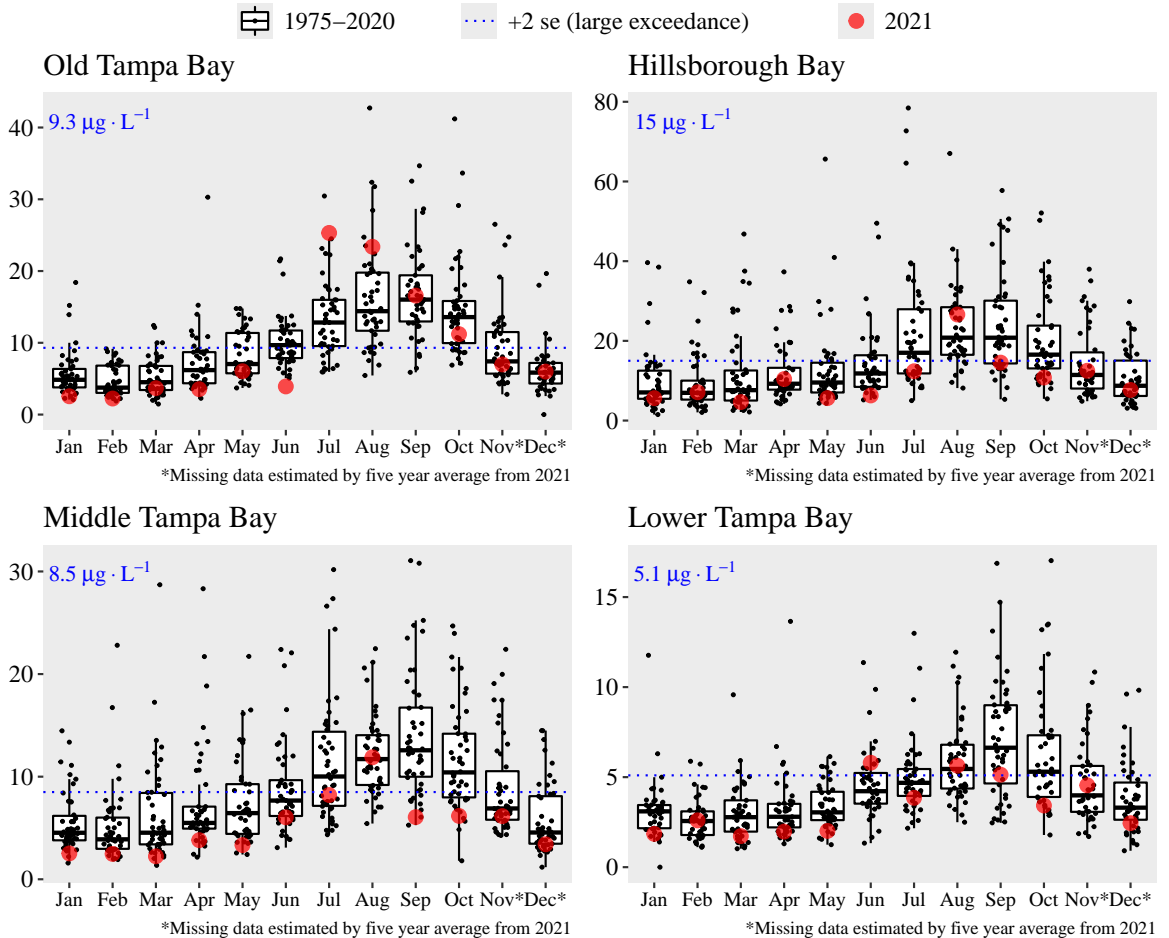 1975−2020 +2 se (large exceedance) 2021
Old Tampa Bay
9.3 μg · L−1
40
30
20
10
0
Jan Feb Mar Apr May Jun Jul Aug Sep Oct Nov* Dec*
*Missing data estimated by five year average from 2021
Hillsborough Bay
15 μg · L−1
80
60
40
20
0
Jan Feb Mar Apr May Jun Jul Aug Sep Oct Nov* Dec*
*Missing data estimated by five year average from 2021
Middle Tampa Bay
8.5 μg · L−1
30
20
10
0
Jan Feb Mar Apr May Jun Jul Aug Sep Oct Nov* Dec*
*Missing data estimated by five year average from 2021
Lower Tampa Bay
5.1 μg · L−1
15
10
5
0
Jan Feb Mar Apr May Jun Jul Aug Sep Oct Nov* Dec*
*Missing data estimated by five year average from 2021